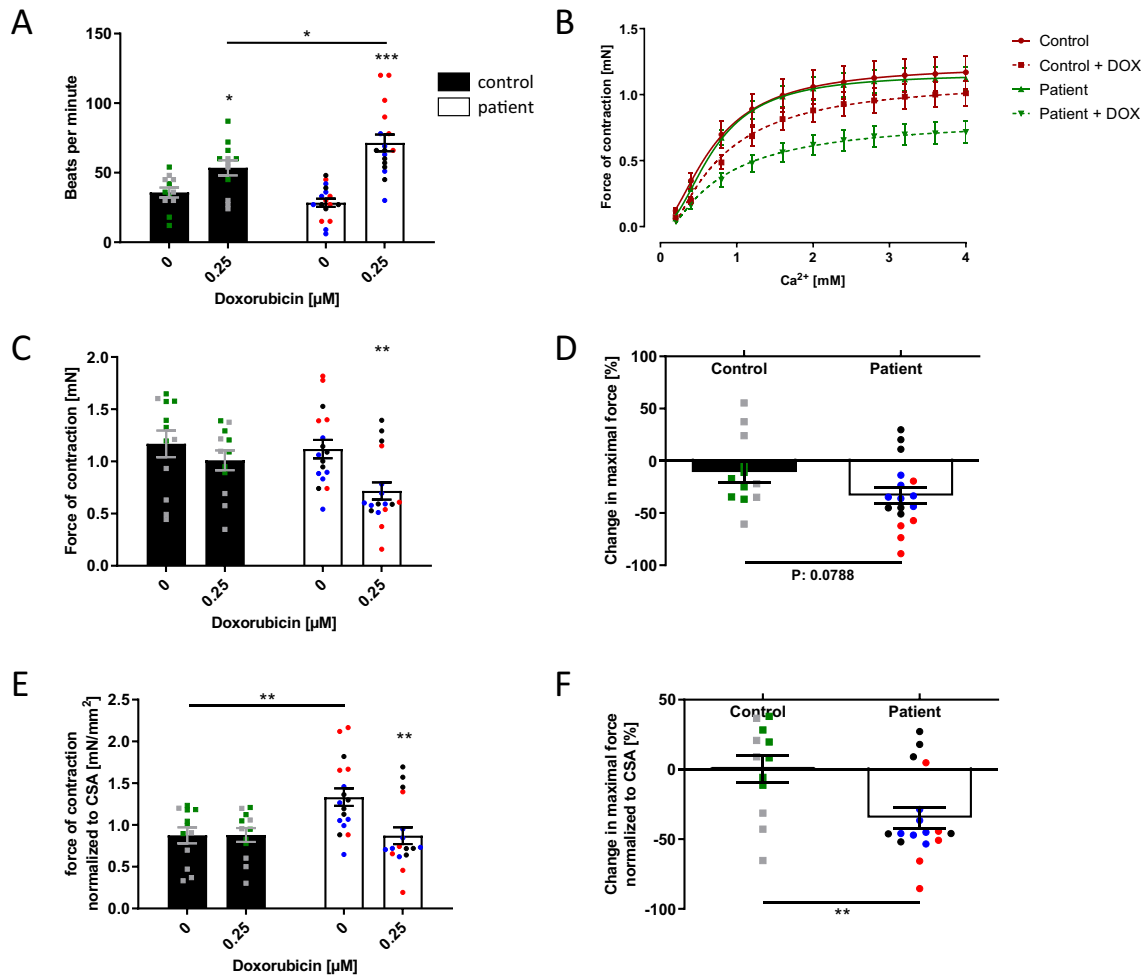 A
Beats per minute
150
100
50
0
*
*
***
control
patient
0
0.25
0
0.25
Doxorubicin [µM]
B
Force of contraction [mN]
1.5
1.0
0.5
0.0
0
1
2
3
4
Ca2+ [mM]
Control
Control + DOX
Patient
Patient + DOX
C
Force of contraction [mN]
2.0
1.5
1.0
0.5
0.0
**
0
0.25
0
0.25
Doxorubicin [µM]
D
Change in maximal force [%]
100
50
0
-50
-100
Control
Patient
P: 0.0788
E
force of contraction
normalized to CSA [mN/mm²]
2.5
2.0
1.5
1.0
0.5
0.0
**
**
0
0.25
0
0.25
Doxorubicin [µM]
F
Change in maximal force
normalized to CSA [%]
50
0
-50
-100
Control
Patient
**